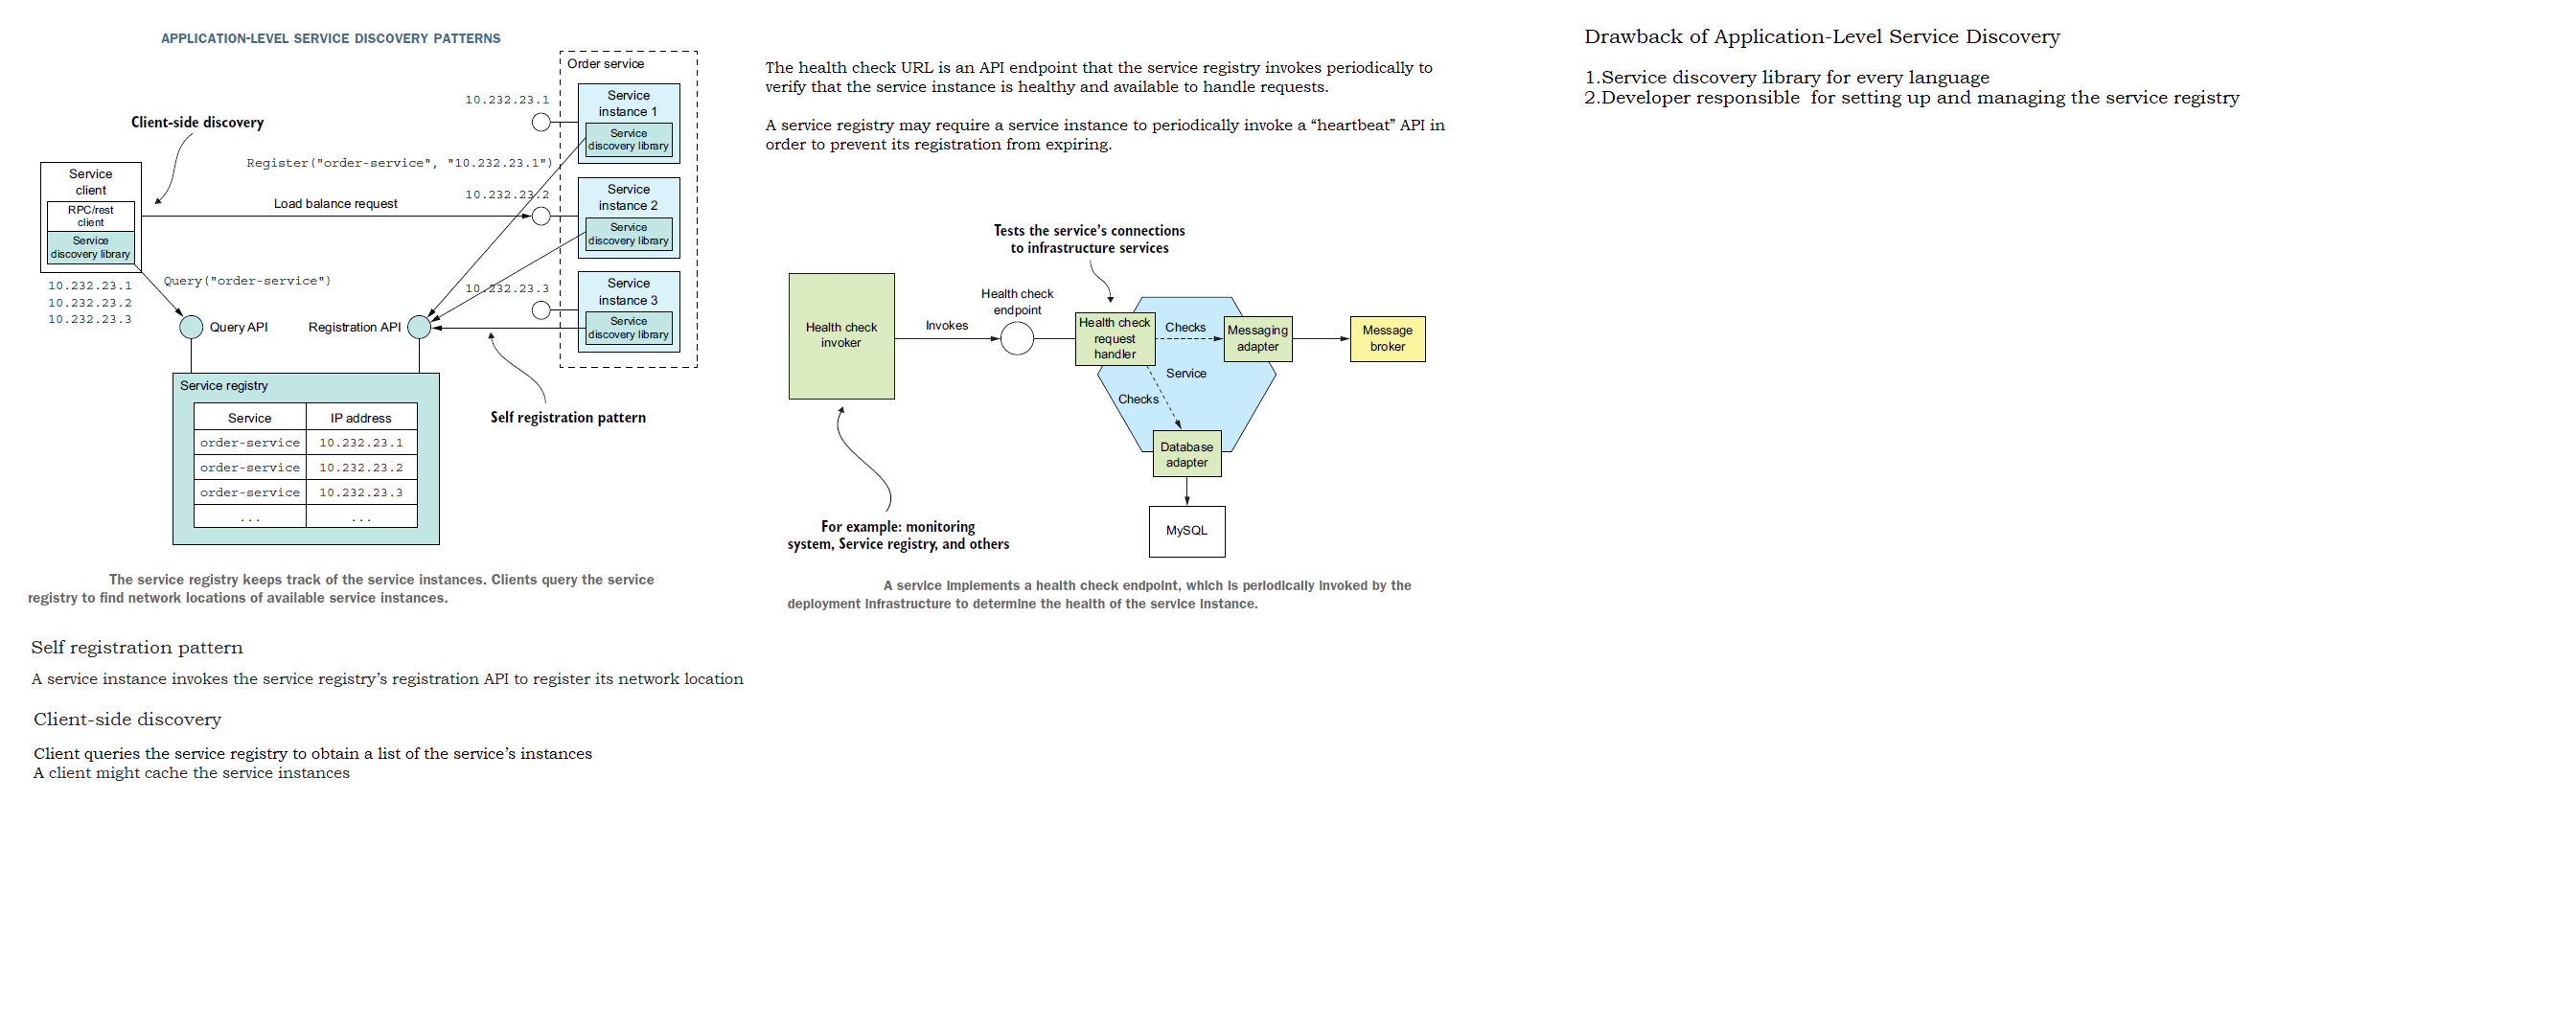 APPLICATION-LEVEL SERVICE DISCOVERY PATTERNS
Order service
10.232.23.1
Service
instance 1
Service
discovery library
Client-side discovery
Register("order-service", "10.232.23.1")
Service
client
RPC/rest
client
Service
discovery library
Load balance request
10.232.23.2
Service
instance 2
Service
discovery library
10.232.23.1
10.232.23.2
10.232.23.3
Query("order-service")
10.232.23.3
Service
instance 3
Service
discovery library
Query API
Registration API
Self registration pattern
Service registry
Service IP address
order-service 10.232.23.1
order-service 10.232.23.2
order-service 10.232.23.3
... ...
The service registry keeps track of the service instances. Clients query the service
registry to find network locations of available service instances.
Self registration pattern
A service instance invokes the service registry’s registration API to register its network location
Client-side discovery
Client queries the service registry to obtain a list of the service’s instances
A client might cache the service instances
The health check URL is an API endpoint that the service registry invokes periodically to
verify that the service instance is healthy and available to handle requests.
A service registry may require a service instance to periodically invoke a “heartbeat” API in
order to prevent its registration from expiring.
Tests the service’s connections
to infrastructure services
Health check
invoker
Invokes
Health check
endpoint
Health check
request
handler
Checks
Messaging
adapter
Message
broker
Service
Checks
Database
adapter
MySQL
For example: monitoring
system, Service registry, and others
A service implements a health check endpoint, which is periodically invoked by the
deployment infrastructure to determine the health of the service instance.
Drawback of Application-Level Service Discovery
1.Service discovery library for every language
2.Developer responsible  for setting up and managing the service registry